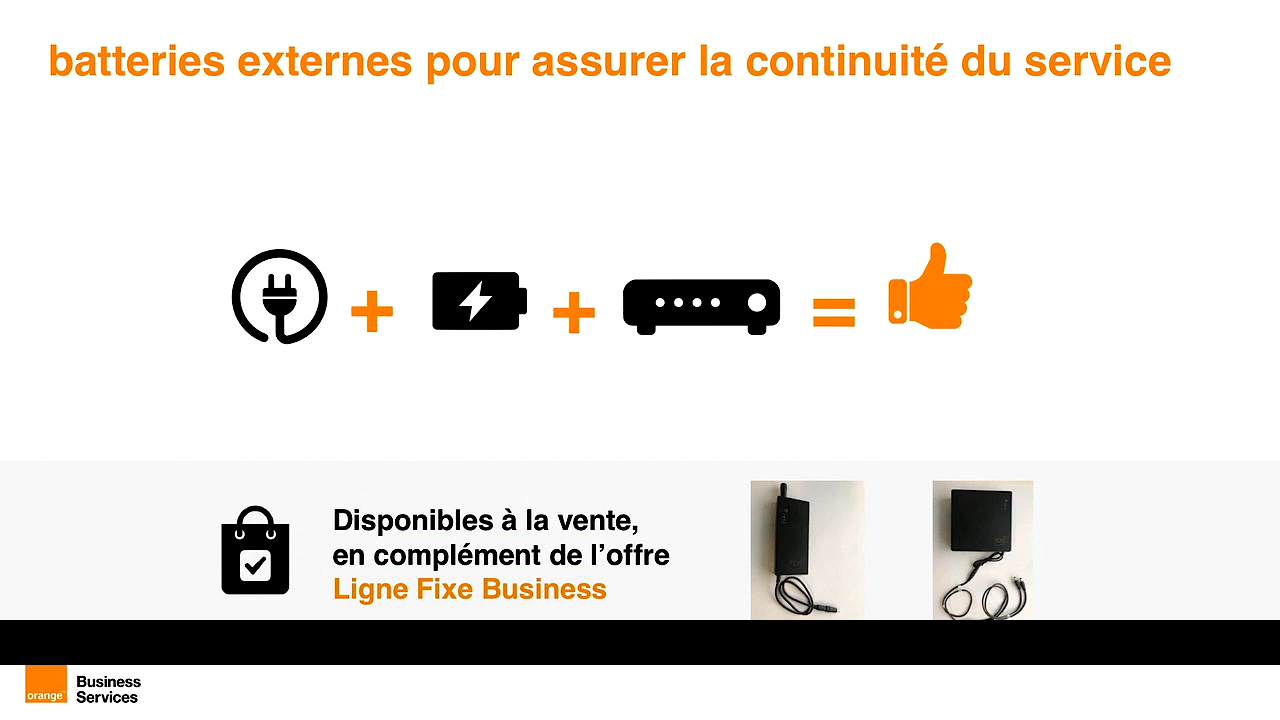 batteries externes pour assurer la continuité du service
+ + =
Disponibles à la vente,
en complément de l’offre
Ligne Fixe Business
orange™
Business
Services